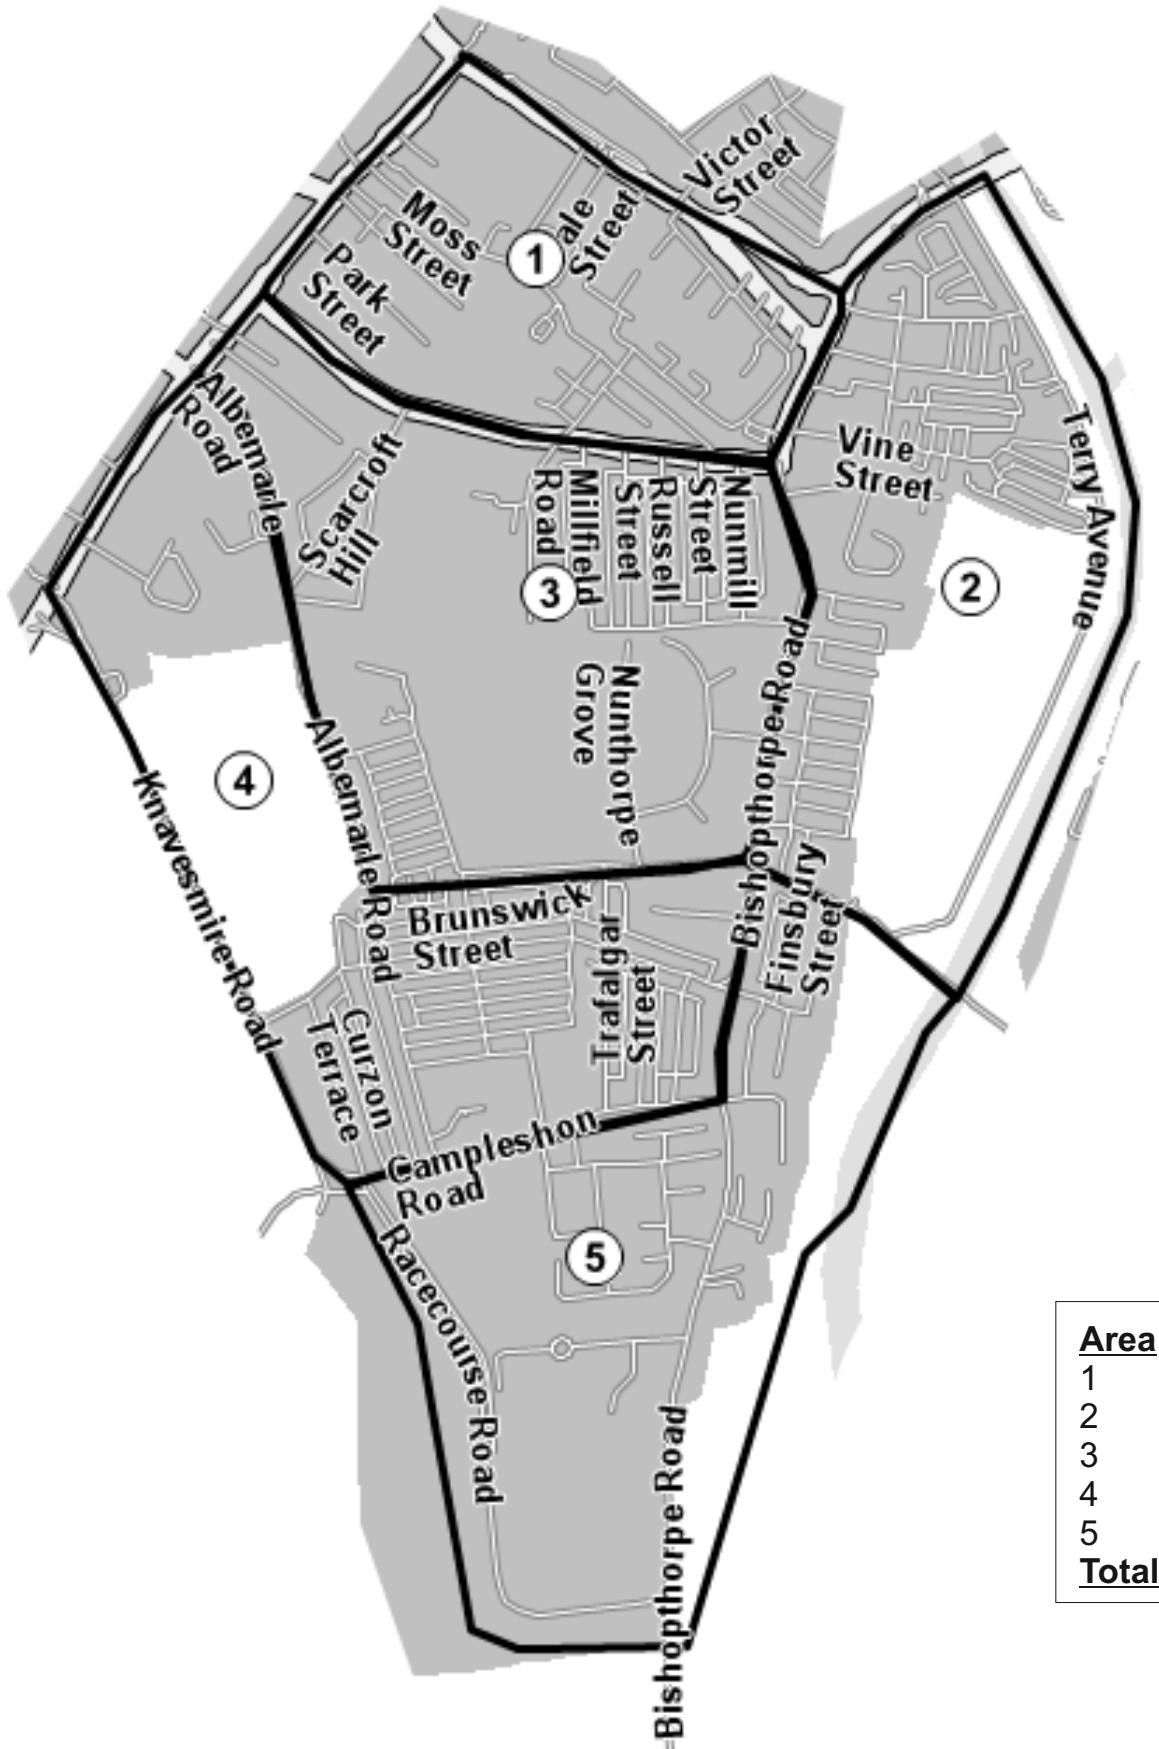 Victor
Street
Moss
Street
1
ale
Street
Park
Street
Albemarle
Road
Scarcroft
Hill
Vine
Street
Terry Avenue
Millfield
Road
Russell
Street
Nunmill
Street
3
2
Nunthorpe
Grove
Bishopthorpe Road
4
Albemarle Road
Knavesmire Road
Brunswick
Street
Trafalgar
Street
Finsbury
Street
Curzon
Terrace
Campleshon
Road
5
Racecourse Road
Bishopthorpe Road
Area
1
2
3
4
5
Total